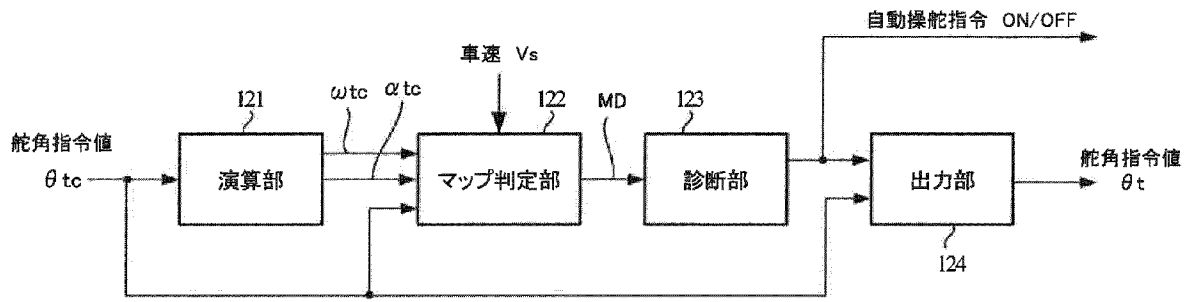 自動操舵指令 ON/OFF
車速 Vs
ωtc
αtc
121
122
MD
123
舵角指令値
θtc
演算部
マップ判定部
診断部
出力部
舵角指令値
θt
124